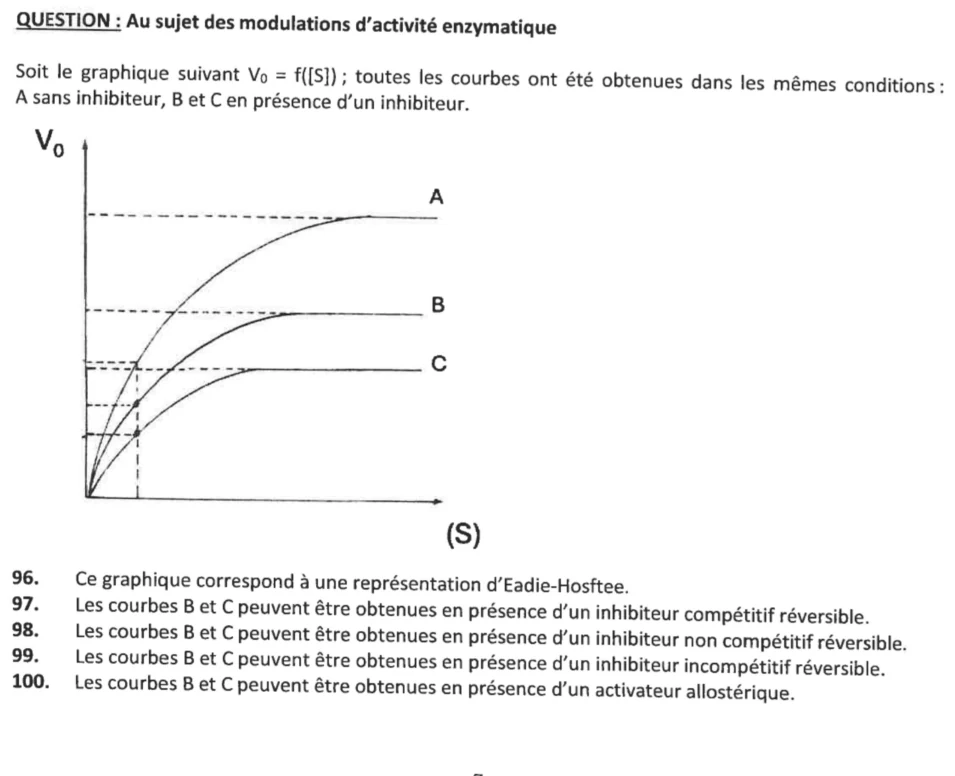 QUESTION : Au sujet des modulations d'activité enzymatique
Soit le graphique suivant V₀ = f([S]) ; toutes les courbes ont été obtenues dans les mêmes conditions :
A sans inhibiteur, B et C en présence d'un inhibiteur.
V₀
A
B
C
(S)
96. Ce graphique correspond à une représentation d'Eadie-Hosftee.
97. Les courbes B et C peuvent être obtenues en présence d'un inhibiteur compétitif réversible.
98. Les courbes B et C peuvent être obtenues en présence d'un inhibiteur non compétitif réversible.
99. Les courbes B et C peuvent être obtenues en présence d'un inhibiteur incompétitif réversible.
100. Les courbes B et C peuvent être obtenues en présence d'un activateur allostérique.